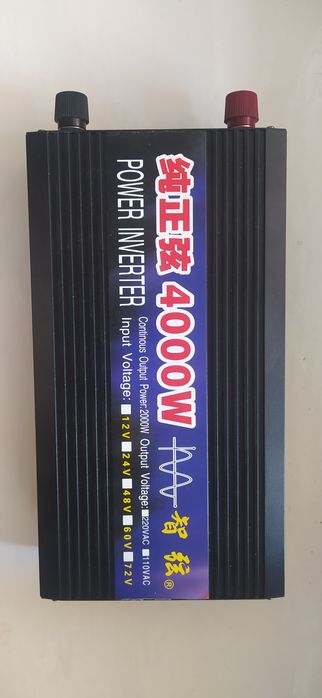 纯正弦 4000W
智弦®
POWER INVERTER
Continous Output Power:2000W Output Voltage: 220VAC 110VAC
Input Voltage: 12V 24V 48V 60V 72V